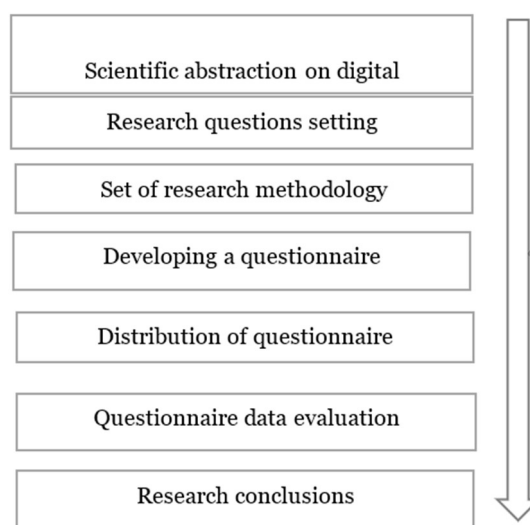 Scientific abstraction on digital
Research questions setting
Set of research methodology
Developing a questionnaire
Distribution of questionnaire
Questionnaire data evaluation
Research conclusions